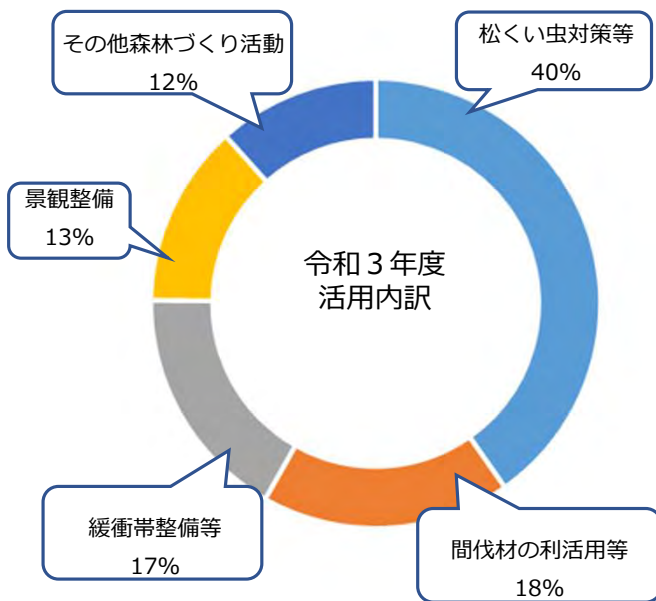 その他森林づくり活動
12%
松くい虫対策等
40%
景観整備
13%
令和３年度
活用内訳
緩衝帯整備等
17%
間伐材の利活用等
18%